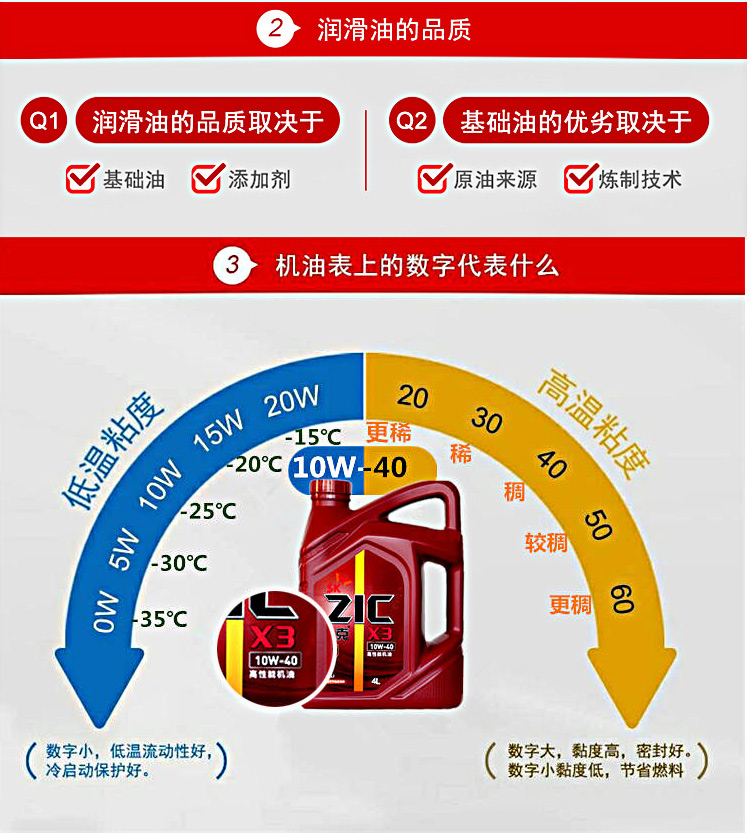 2 润滑油的品质
Q1 润滑油的品质取决于
基础油 添加剂
Q2 基础油的优劣取决于
原油来源 炼制技术
3 机油表上的数字代表什么
低温粘度
高温粘度
0W 5W 10W 15W 20W
20 30 40 50 60
-15℃
-20℃
-25℃
-30℃
-35℃
更稀
稀
稠
较稠
更稠
10W-40
ZIC
克 X3
10W-40
高性能机油
4L
IC
X3
10W-40
高性能机油
数字小，低温流动性好，
冷启动保护好。
数字大，黏度高，密封好。
数字小黏度低，节省燃料